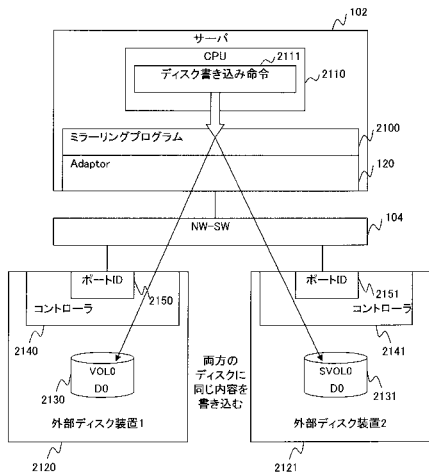 102
サーバ
CPU
2111
ディスク書き込み命令
2110
ミラーリングプログラム
2100
Adaptor
120
NW-SW
104
ポートID
2150
コントローラ
2140
ポートID
2151
コントローラ
2141
VOL0
D0
2130
両方の
ディスクに
同じ内容を
書き込む
SVOL0
D0
2131
外部ディスク装置1
2120
外部ディスク装置2
2121